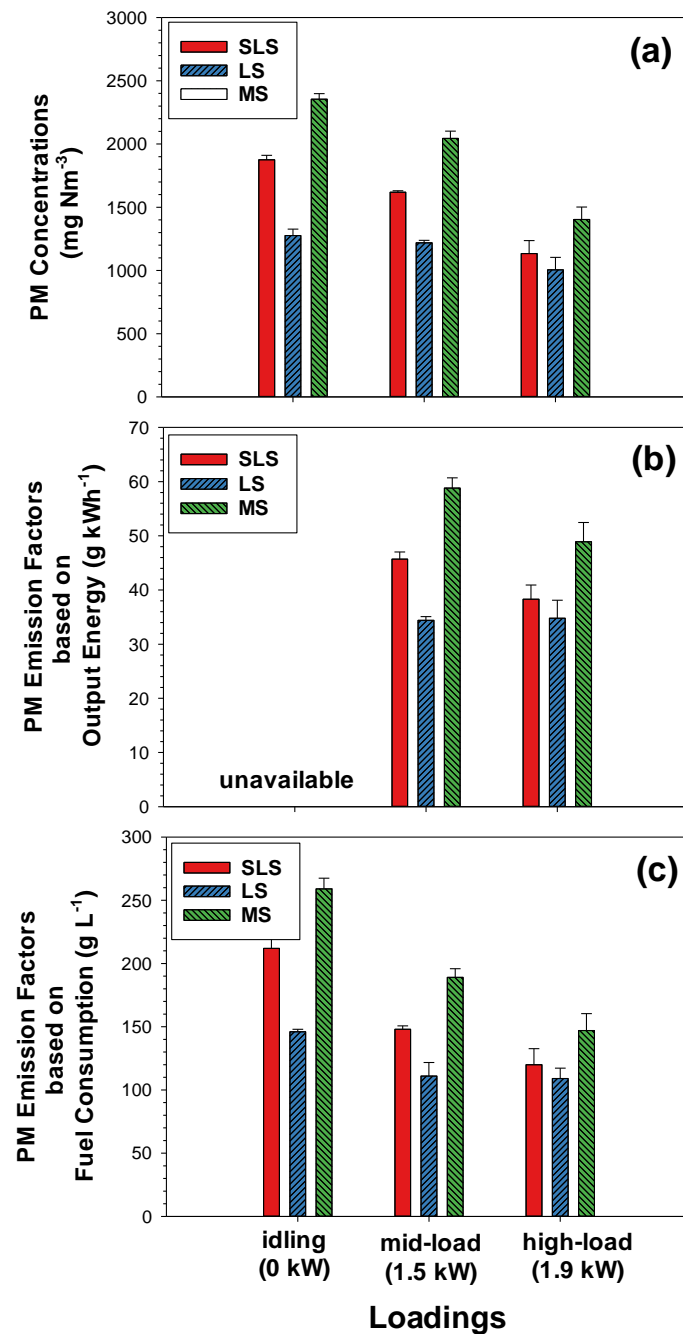 (a)
PM Concentrations
(mg Nm⁻³)
3000
2500
2000
1500
1000
500
0
SLS
LS
MS
(b)
PM Emission Factors
based on
Output Energy (g kWh⁻¹)
70
60
50
40
30
20
10
0
SLS
LS
MS
unavailable
(c)
PM Emission Factors
based on
Fuel Consumption (g L⁻¹)
300
250
200
150
100
50
0
SLS
LS
MS
idling
(0 kW)
mid-load
(1.5 kW)
high-load
(1.9 kW)
Loadings